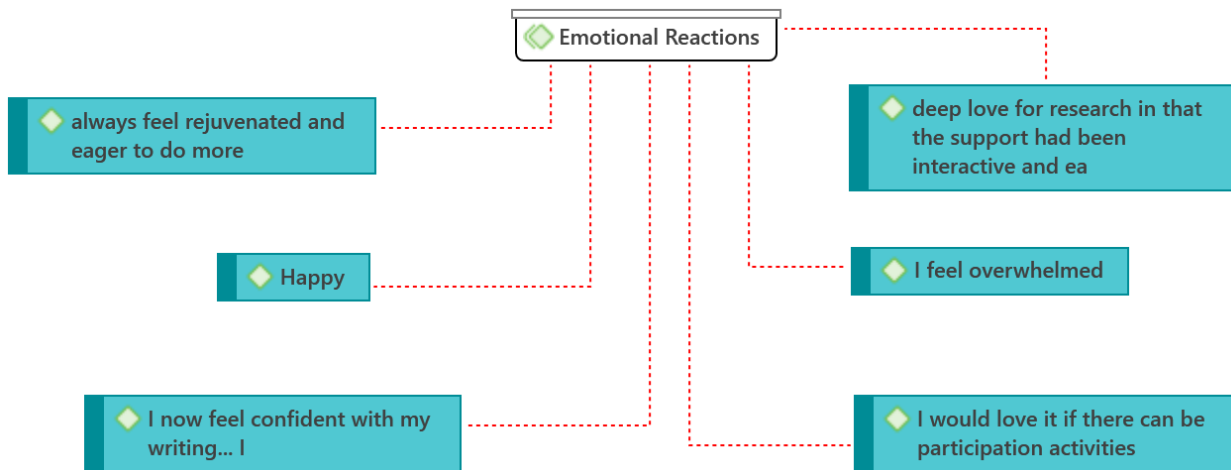 Emotional Reactions
always feel rejuvenated and
eager to do more
deep love for research in that
the support had been
interactive and ea
Happy
I feel overwhelmed
I now feel confident with my
writing... I
I would love it if there can be
participation activities